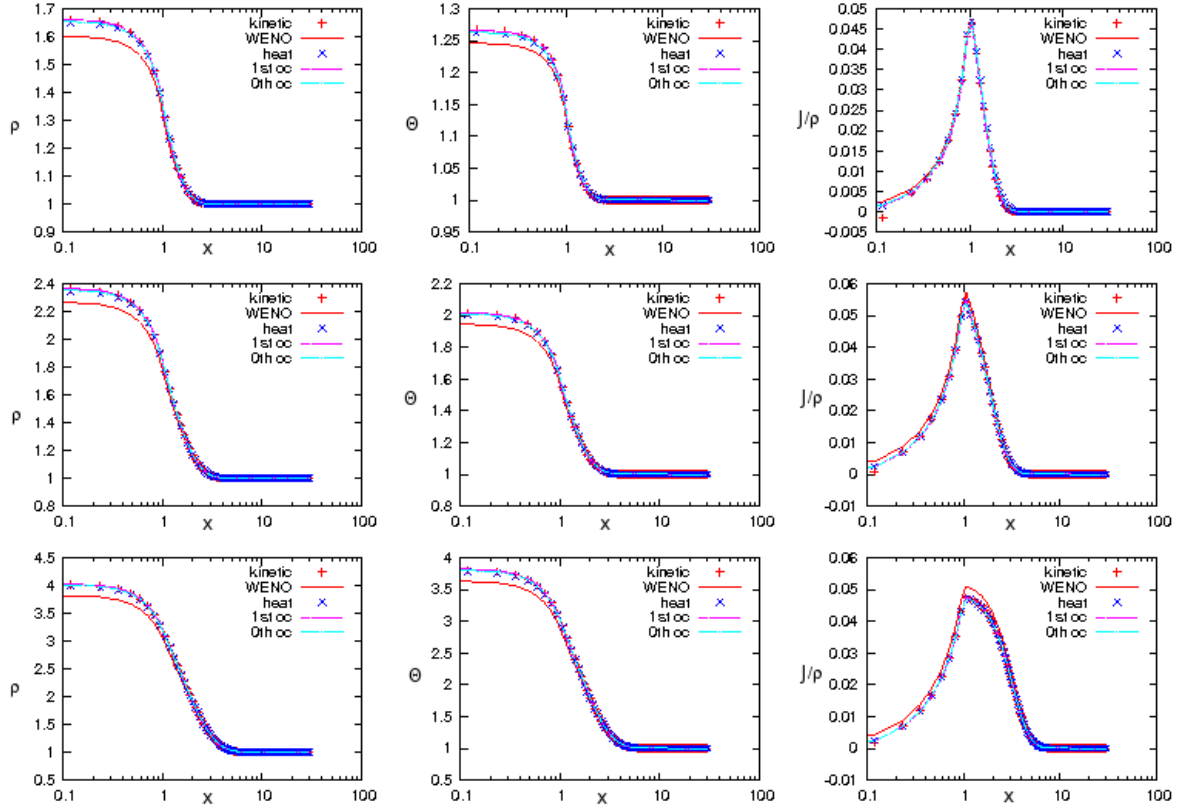 1.7
1.6
1.5
1.4
1.3
1.2
1.1
1
0.9
ρ
0.1 1 10 100
x
kinetic
WENO
heat
1st oc
0th oc
1.3
1.25
1.2
1.15
1.1
1.05
1
0.95
Θ
0.1 1 10 100
x
kinetic
WENO
heat
1st oc
0th oc
0.05
0.045
0.04
0.035
0.03
0.025
0.02
0.015
0.01
0.005
0
-0.005
J/ρ
0.1 1 10 100
x
kinetic
WENO
heat
1st oc
0th oc
2.4
2.2
2
1.8
1.6
1.4
1.2
1
0.8
ρ
0.1 1 10 100
x
kinetic
WENO
heat
1st oc
0th oc
2.2
2
1.8
1.6
1.4
1.2
1
0.8
Θ
0.1 1 10 100
x
kinetic
WENO
heat
1st oc
0th oc
0.06
0.05
0.04
0.03
0.02
0.01
0
-0.01
J/ρ
0.1 1 10 100
x
kinetic
WENO
heat
1st oc
0th oc
4.5
4
3.5
3
2.5
2
1.5
1
0.5
ρ
0.1 1 10 100
x
kinetic
WENO
heat
1st oc
0th oc
4
3.5
3
2.5
2
1.5
1
0.5
Θ
0.1 1 10 100
x
kinetic
WENO
heat
1st oc
0th oc
0.06
0.05
0.04
0.03
0.02
0.01
0
-0.01
J/ρ
0.1 1 10 100
x
kinetic
WENO
heat
1st oc
0th oc